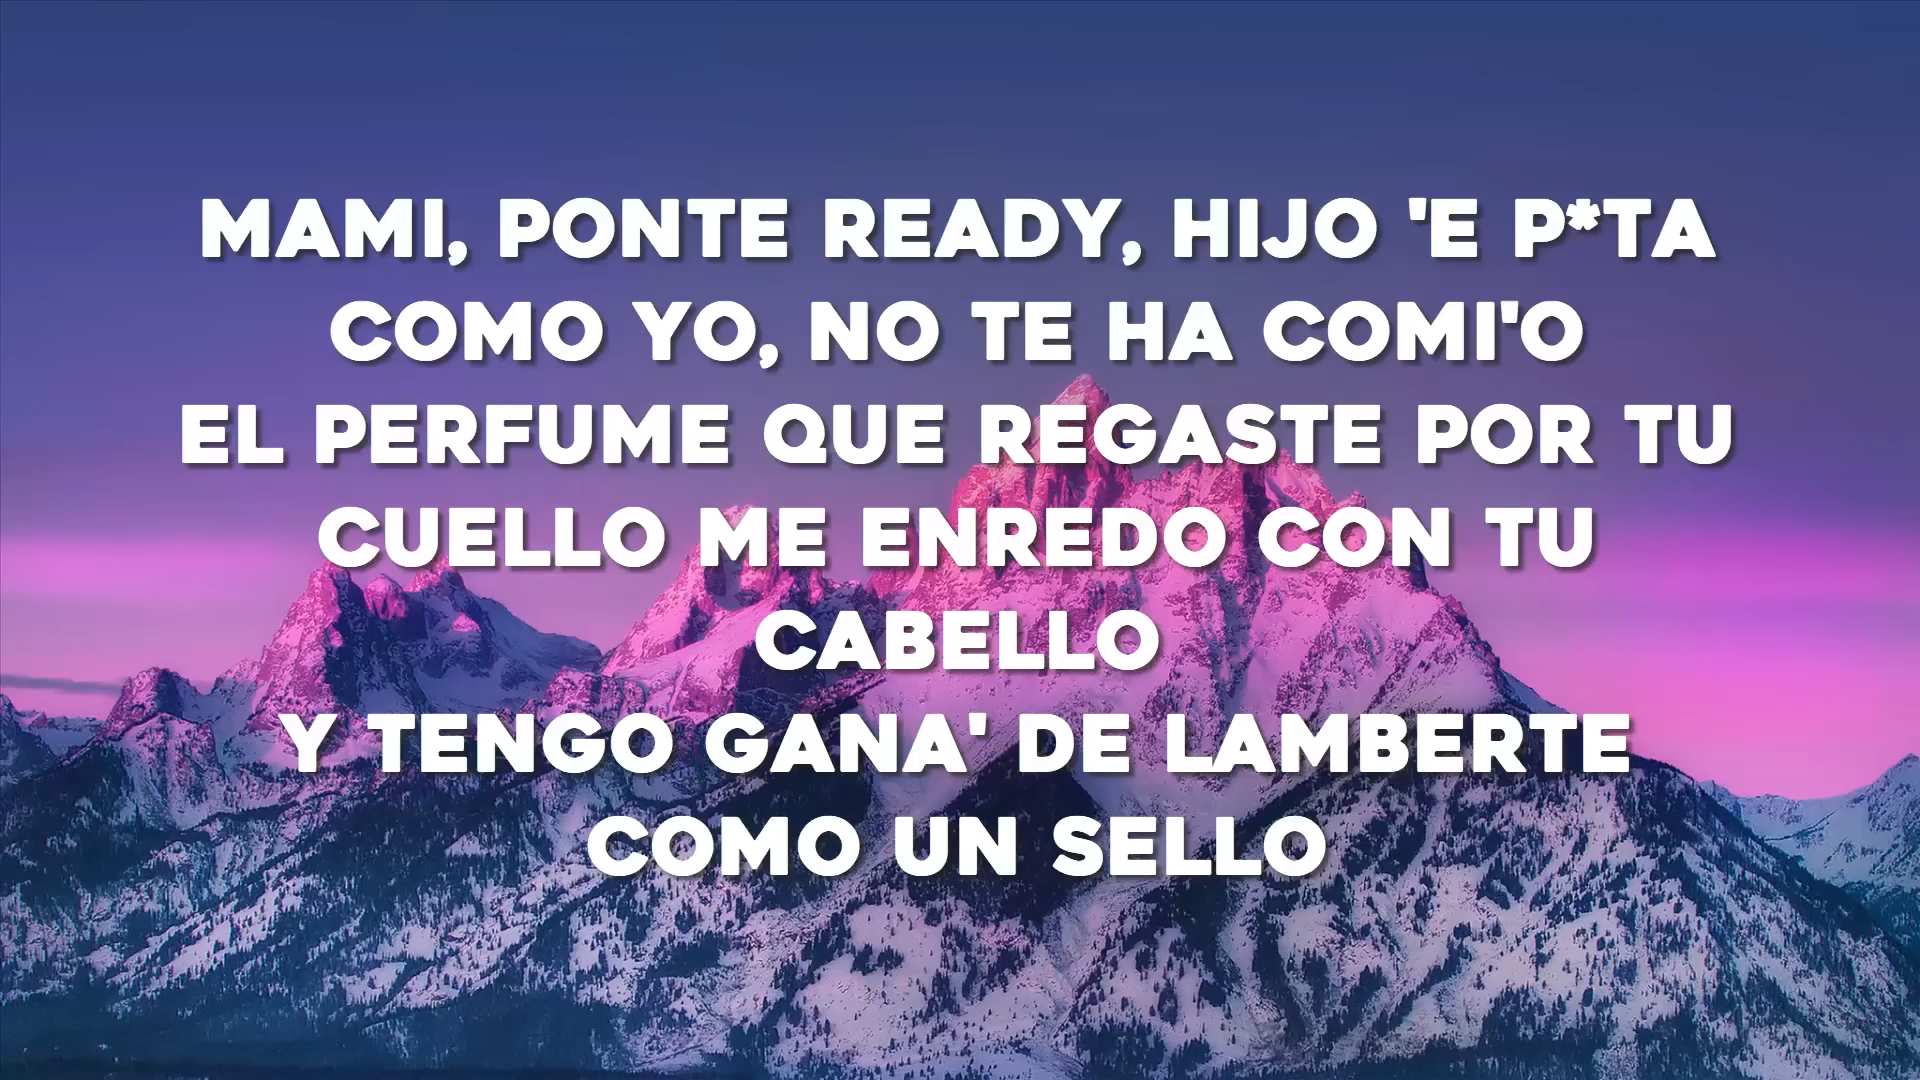 MAMI, PONTE READY, HIJO 'E P*TA
COMO YO, NO TE HA COMI'O
EL PERFUME QUE REGASTE POR TU
CUELLO ME ENREDO CON TU
CABELLO
Y TENGO GANA' DE LAMBERTE
COMO UN SELLO